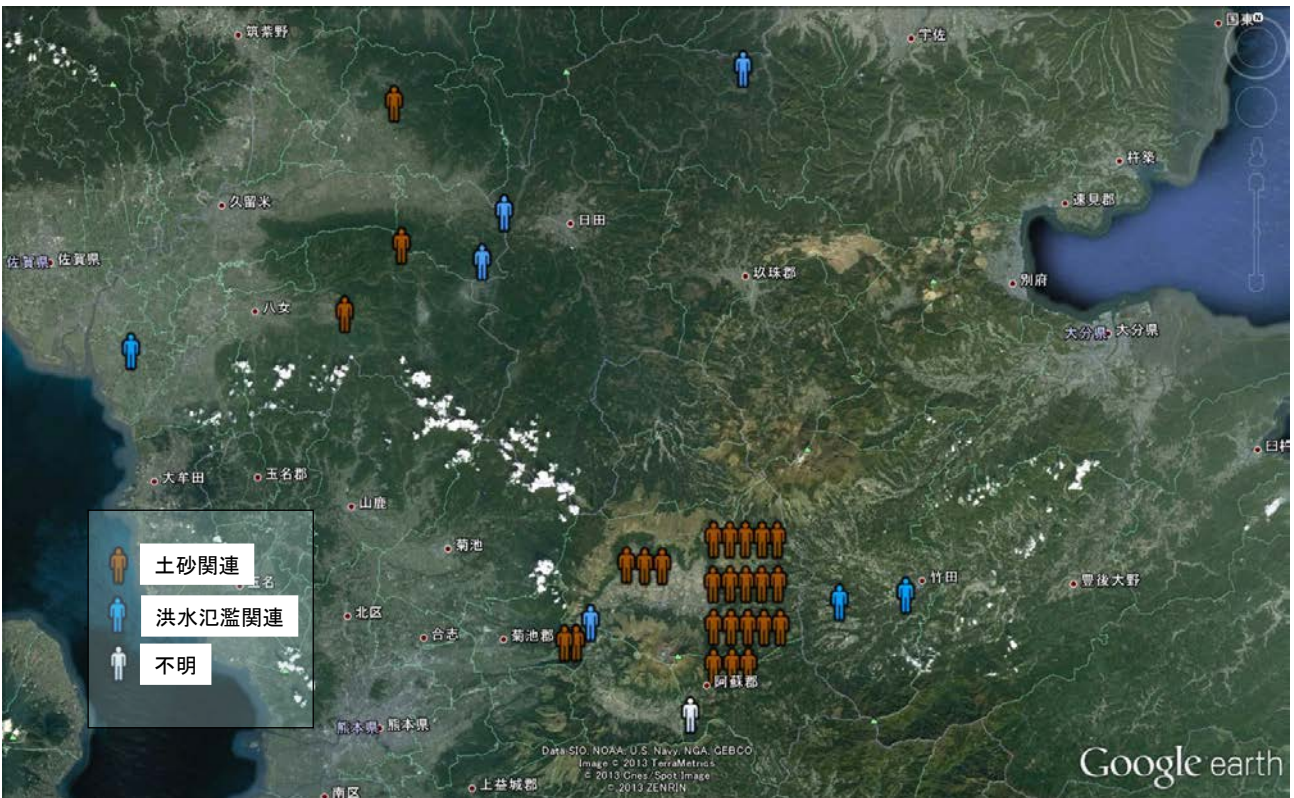 筑紫野
宇佐
国東
杵築
久留米
速見郡
日田
佐賀県 佐賀県
玖珠郡
別府
八女
大分県 大分県
臼杵
大牟田
玉名郡
山鹿
菊池
土砂関連
竹田
豊後大野
玉名
洪水氾濫関連
北区
合志
菊池郡
不明
阿蘇郡
熊本県 熊本県
Data SIO, NOAA, U.S. Navy, NGA, GEBCO
Image © 2013 TerraMetrics
© 2013 Cnes/Spot Image
© 2013 ZENRIN
Google earth
上益城郡
南区